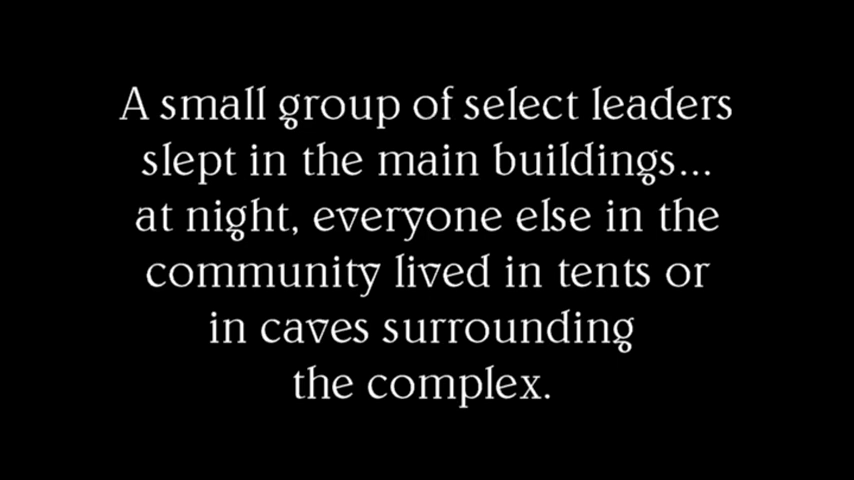 A small group of select leaders
slept in the main buildings...
at night, everyone else in the
community lived in tents or
in caves surrounding
the complex.